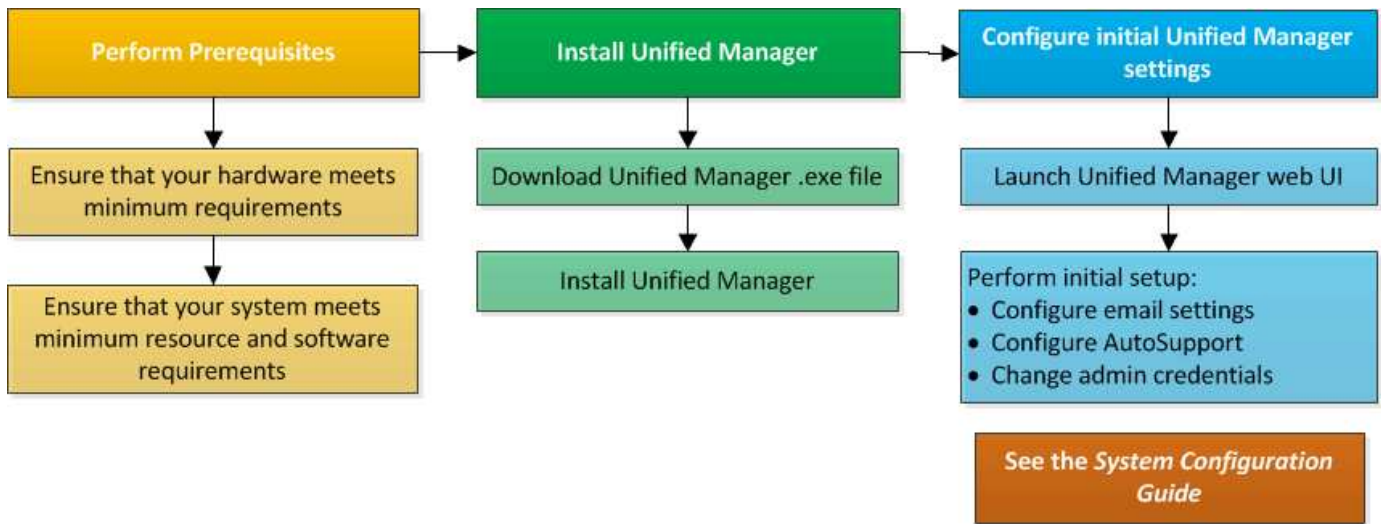 Perform Prerequisites
Install Unified Manager
Configure initial Unified Manager
settings
Ensure that your hardware meets
minimum requirements
Ensure that your system meets
minimum resource and software
requirements
Download Unified Manager .exe file
Install Unified Manager
Launch Unified Manager web UI
Perform initial setup:
• Configure email settings
• Configure AutoSupport
• Change admin credentials
See the System Configuration
Guide